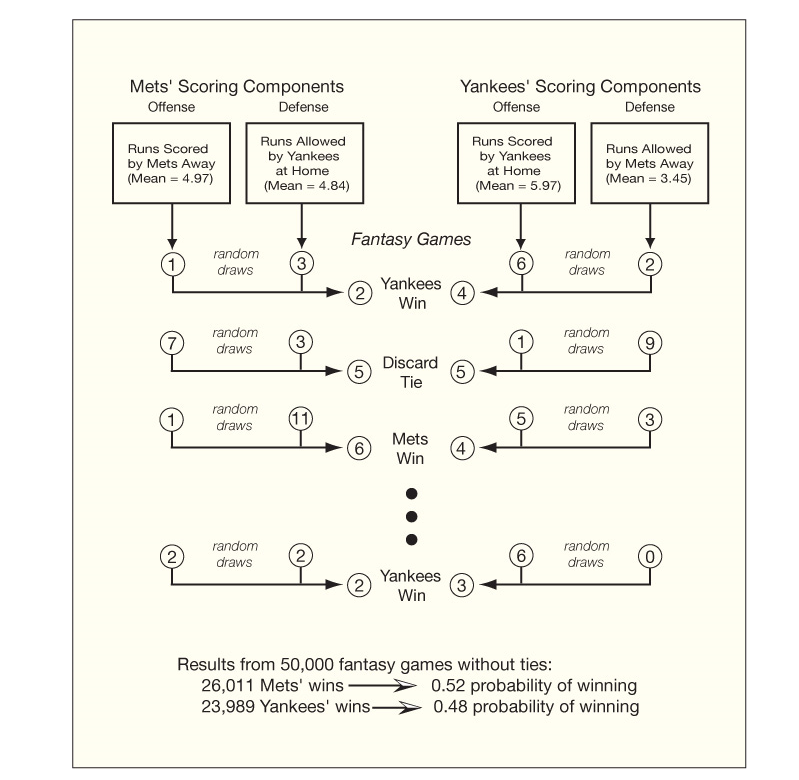 Mets' Scoring Components
Yankees' Scoring Components
Offense
Defense
Offense
Defense
Runs Scored
by Mets Away
(Mean = 4.97)
Runs Allowed
by Yankees
at Home
(Mean = 4.84)
Runs Scored
by Yankees
at Home
(Mean = 5.97)
Runs Allowed
by Mets Away
(Mean = 3.45)
Fantasy Games
1 random draws 3
2 Yankees Win 4
6 random draws 2
7 random draws 3
5 Discard Tie 5
1 random draws 9
1 random draws 11
6 Mets Win 4
5 random draws 3
2 random draws 2
2 Yankees Win 3
6 random draws 0
Results from 50,000 fantasy games without ties:
26,011 Mets' wins 0.52 probability of winning
23,989 Yankees' wins 0.48 probability of winning